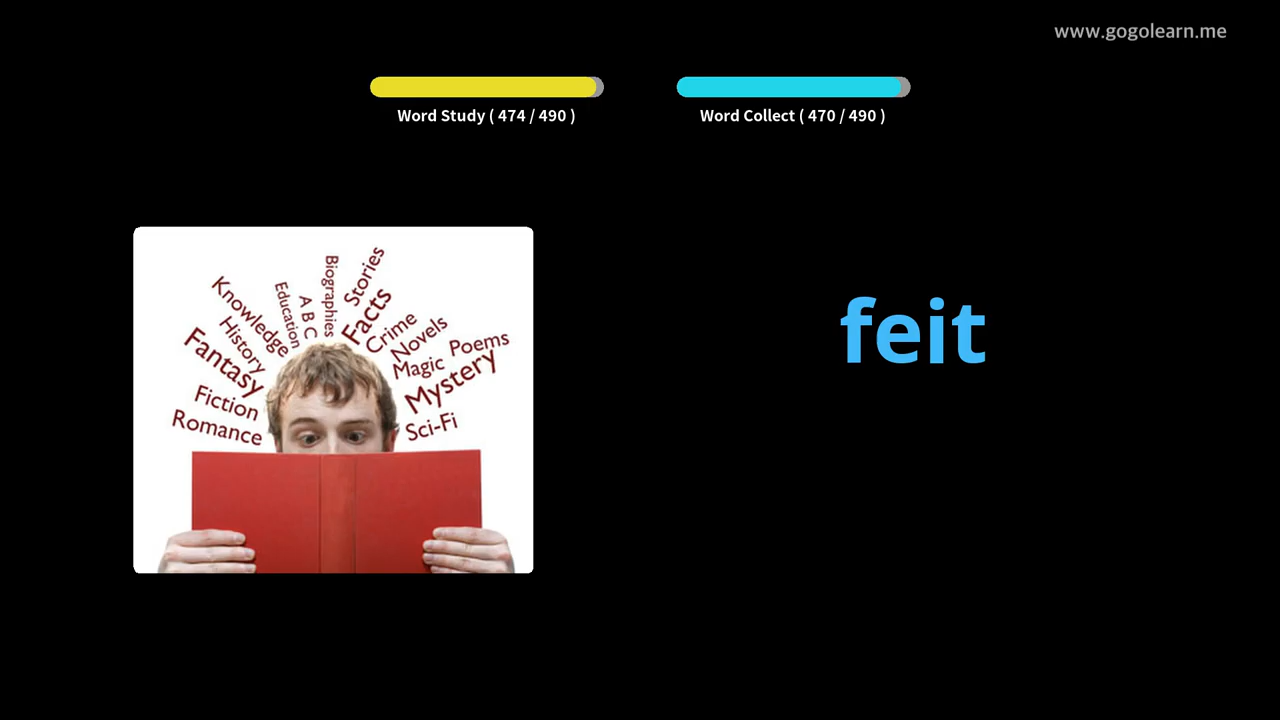 www.gogolearn.me
Word Study ( 474 / 490 )
Word Collect ( 470 / 490 )
Biographies
Stories
Education
A B C
Facts
Knowledge
Crime
History
Novels
Fantasy
Magic
Poems
Mystery
Fiction
Romance
Sci-Fi
feit